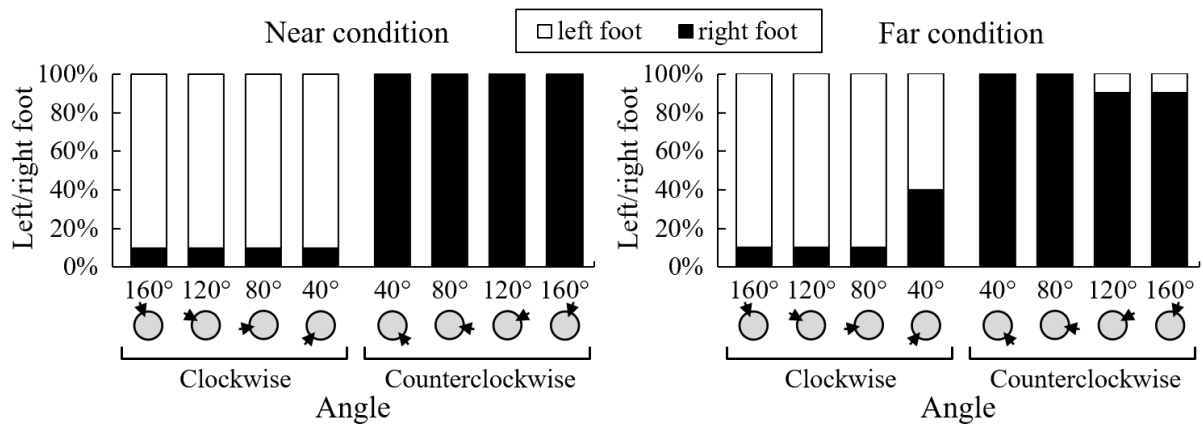 Near condition
left foot right foot
Far condition
Left/right foot
100%
80%
60%
40%
20%
0%
160° 120° 80° 40° 40° 80° 120° 160°
Clockwise Counterclockwise
Angle
Left/right foot
100%
80%
60%
40%
20%
0%
160° 120° 80° 40° 40° 80° 120° 160°
Clockwise Counterclockwise
Angle